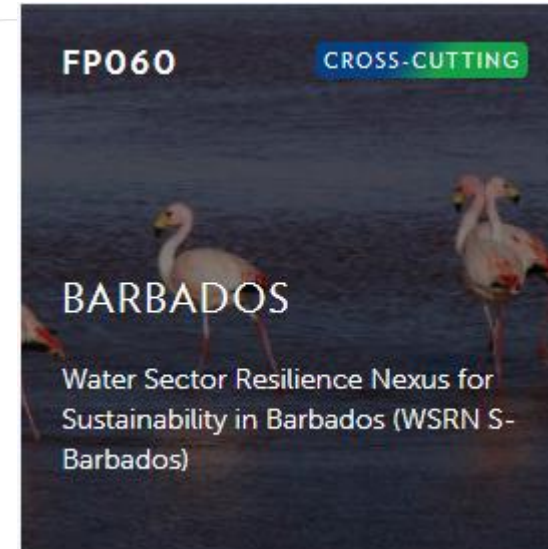 FP060
CROSS-CUTTING
BARBADOS
Water Sector Resilience Nexus for
Sustainability in Barbados (WSRN S-
Barbados)